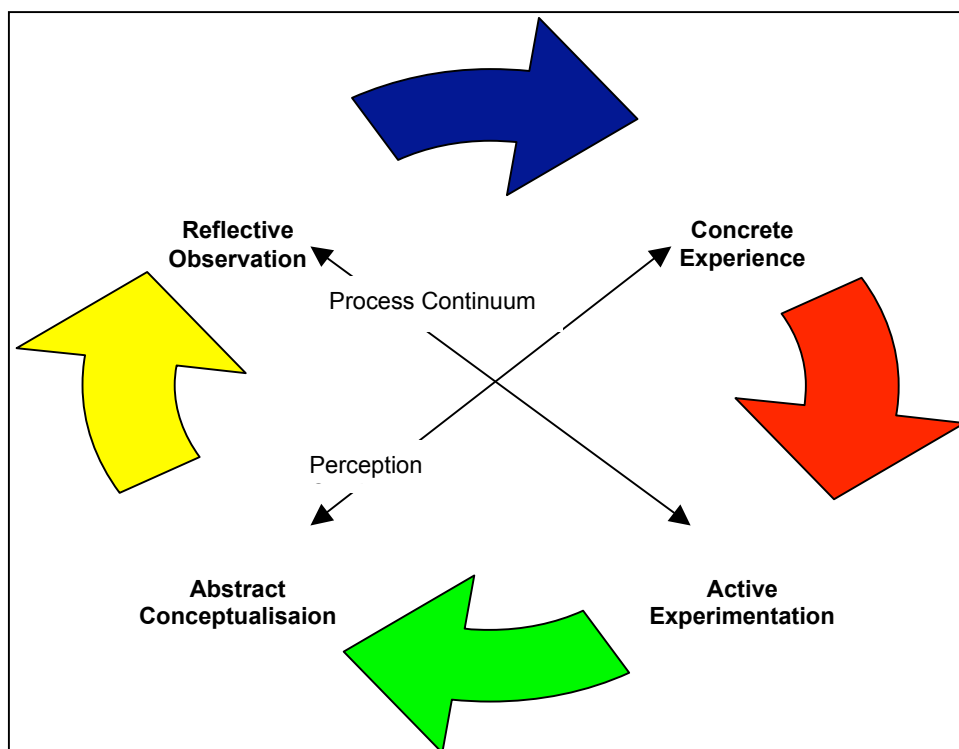 Reflective
Observation
Concrete
Experience
Process Continuum
Perception
Abstract
Conceptualisaion
Active
Experimentation